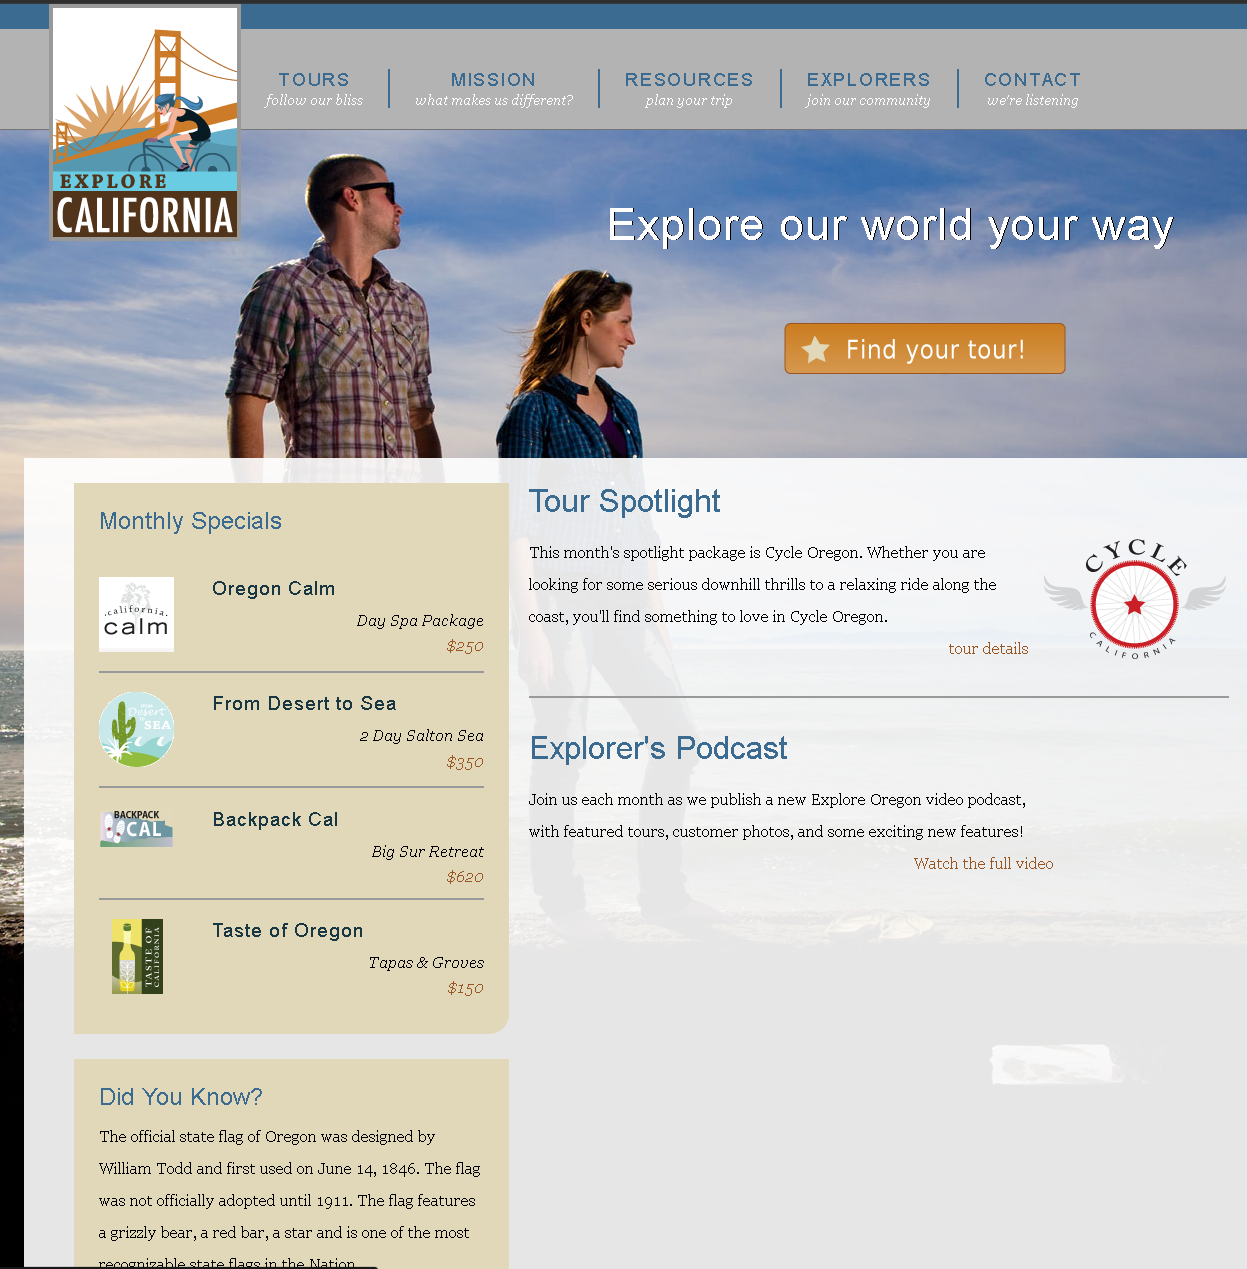 EXPLORE
CALIFORNIA
TOURS
follow our bliss
MISSION
what makes us different?
RESOURCES
plan your trip
EXPLORERS
join our community
CONTACT
we're listening
Explore our world your way
Find your tour!
Monthly Specials
·california·
calm
Oregon Calm
Day Spa Package
$250
Desert
to SEA
From Desert to Sea
2 Day Salton Sea
$350
BACKPACK
CAL
Backpack Cal
Big Sur Retreat
$620
TASTE OF
CALIFORNIA
Taste of Oregon
Tapas & Groves
$150
Did You Know?
The official state flag of Oregon was designed by
William Todd and first used on June 14, 1846. The flag
was not officially adopted until 1911. The flag features
a grizzly bear, a red bar, a star and is one of the most
recognizable state flags in the Nation.
Tour Spotlight
This month's spotlight package is Cycle Oregon. Whether you are
looking for some serious downhill thrills to a relaxing ride along the
coast, you'll find something to love in Cycle Oregon.
tour details
CYCLE
CALIFORNIA
Explorer's Podcast
Join us each month as we publish a new Explore Oregon video podcast,
with featured tours, customer photos, and some exciting new features!
Watch the full video